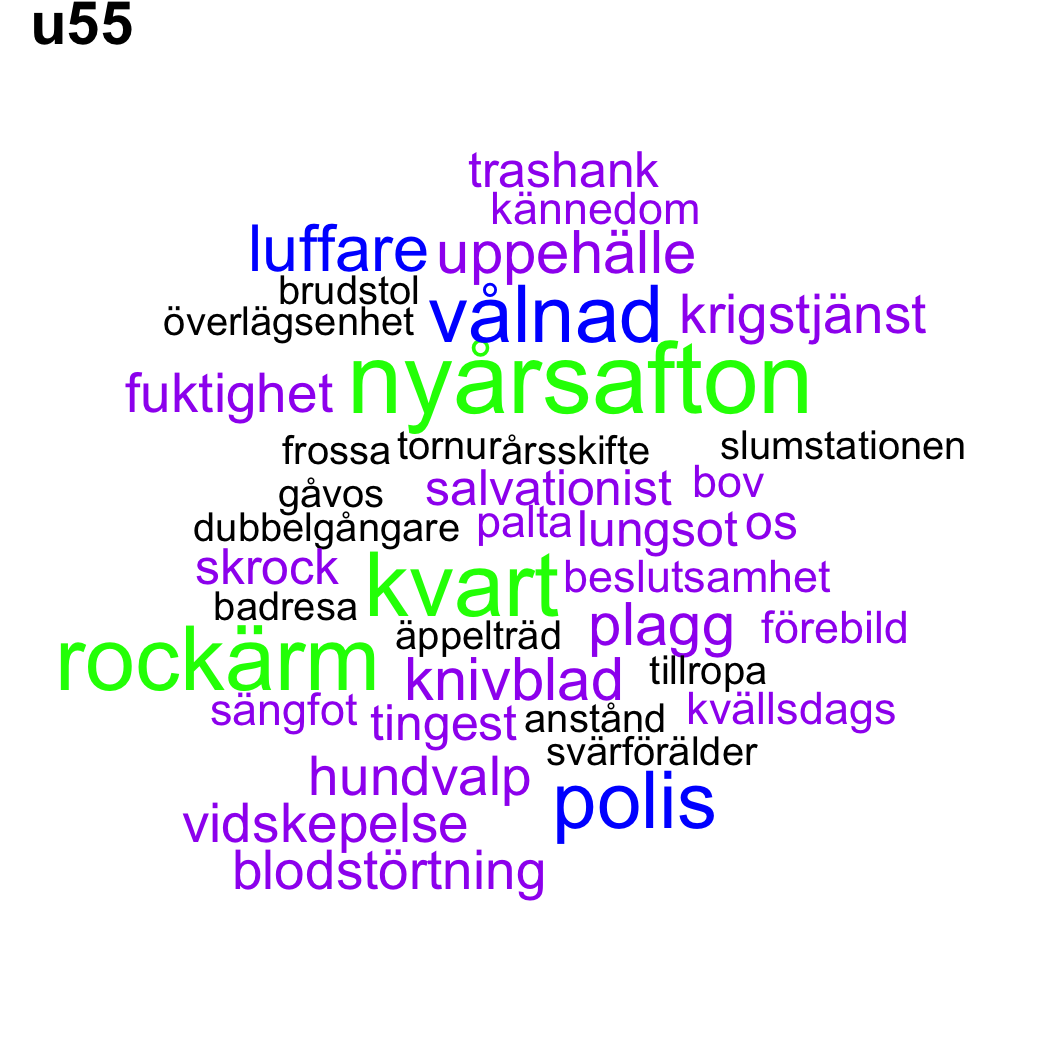 u55
trashank
kännedom
luffare uppehälle
brudstol
överlägsenhet vålnad krigstjänst
fuktighet nyårsafton
frossa tornur årsskifte slumstationen
gåvos salvationist bov
dubbelgångare palta lungsot os
skrock kvart beslutsamhet
badresa
rockärm äppelträd plagg förebild
knivblad tillropa
sängfot tingest anstånd kvällsdags
svärförälder
hundvalp polis
vidskepelse
blodstörtning